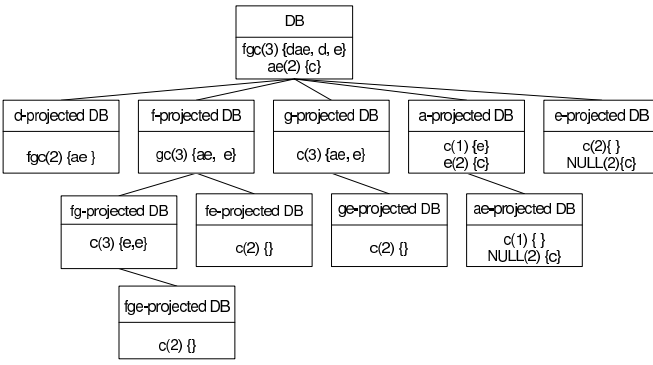 DB
fgc(3) {dae, d, e}
ae(2) {c}
d-projected DB
fgc(2) {ae }
f-projected DB
gc(3) {ae, e}
g-projected DB
c(3) {ae, e}
a-projected DB
c(1) {e}
e(2) {c}
e-projected DB
c(2){ }
NULL(2){c}
fg-projected DB
c(3) {e,e}
fe-projected DB
c(2) {}
ge-projected DB
c(2) {}
ae-projected DB
c(1) { }
NULL(2) {c}
fge-projected DB
c(2) {}